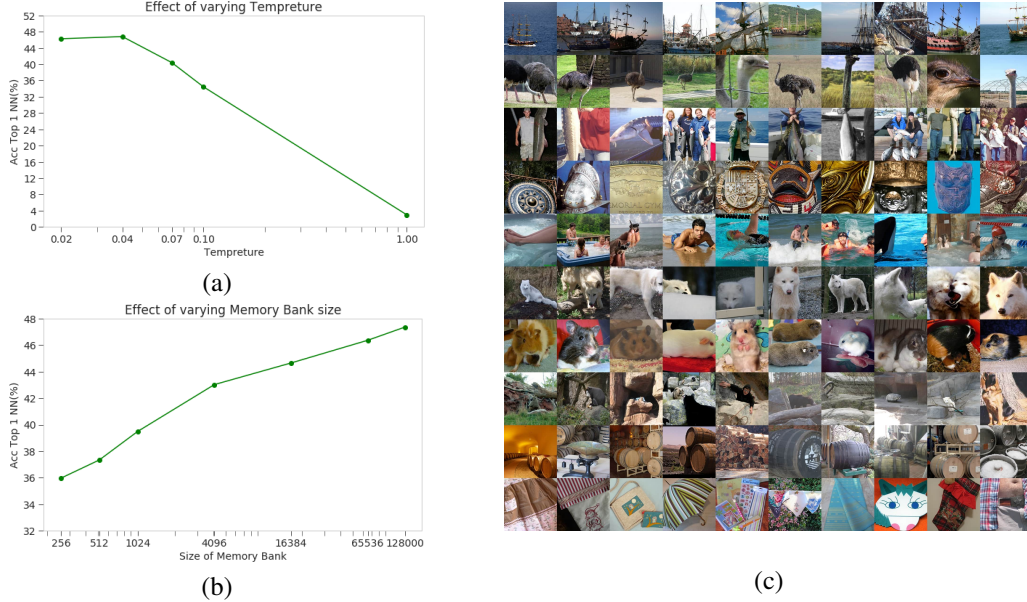 Effect of varying Tempreture
Acc Top 1 NN(%)
52
48
44
40
36
32
28
24
20
16
12
8
4
0
0.02 0.04 0.07 0.10 1.00
Tempreture
(a)
Effect of varying Memory Bank size
Acc Top 1 NN(%)
48
46
44
42
40
38
36
34
32
256 512 1024 4096 16384 65536 128000
Size of Memory Bank
(b)
MORIAL GYM
(c)